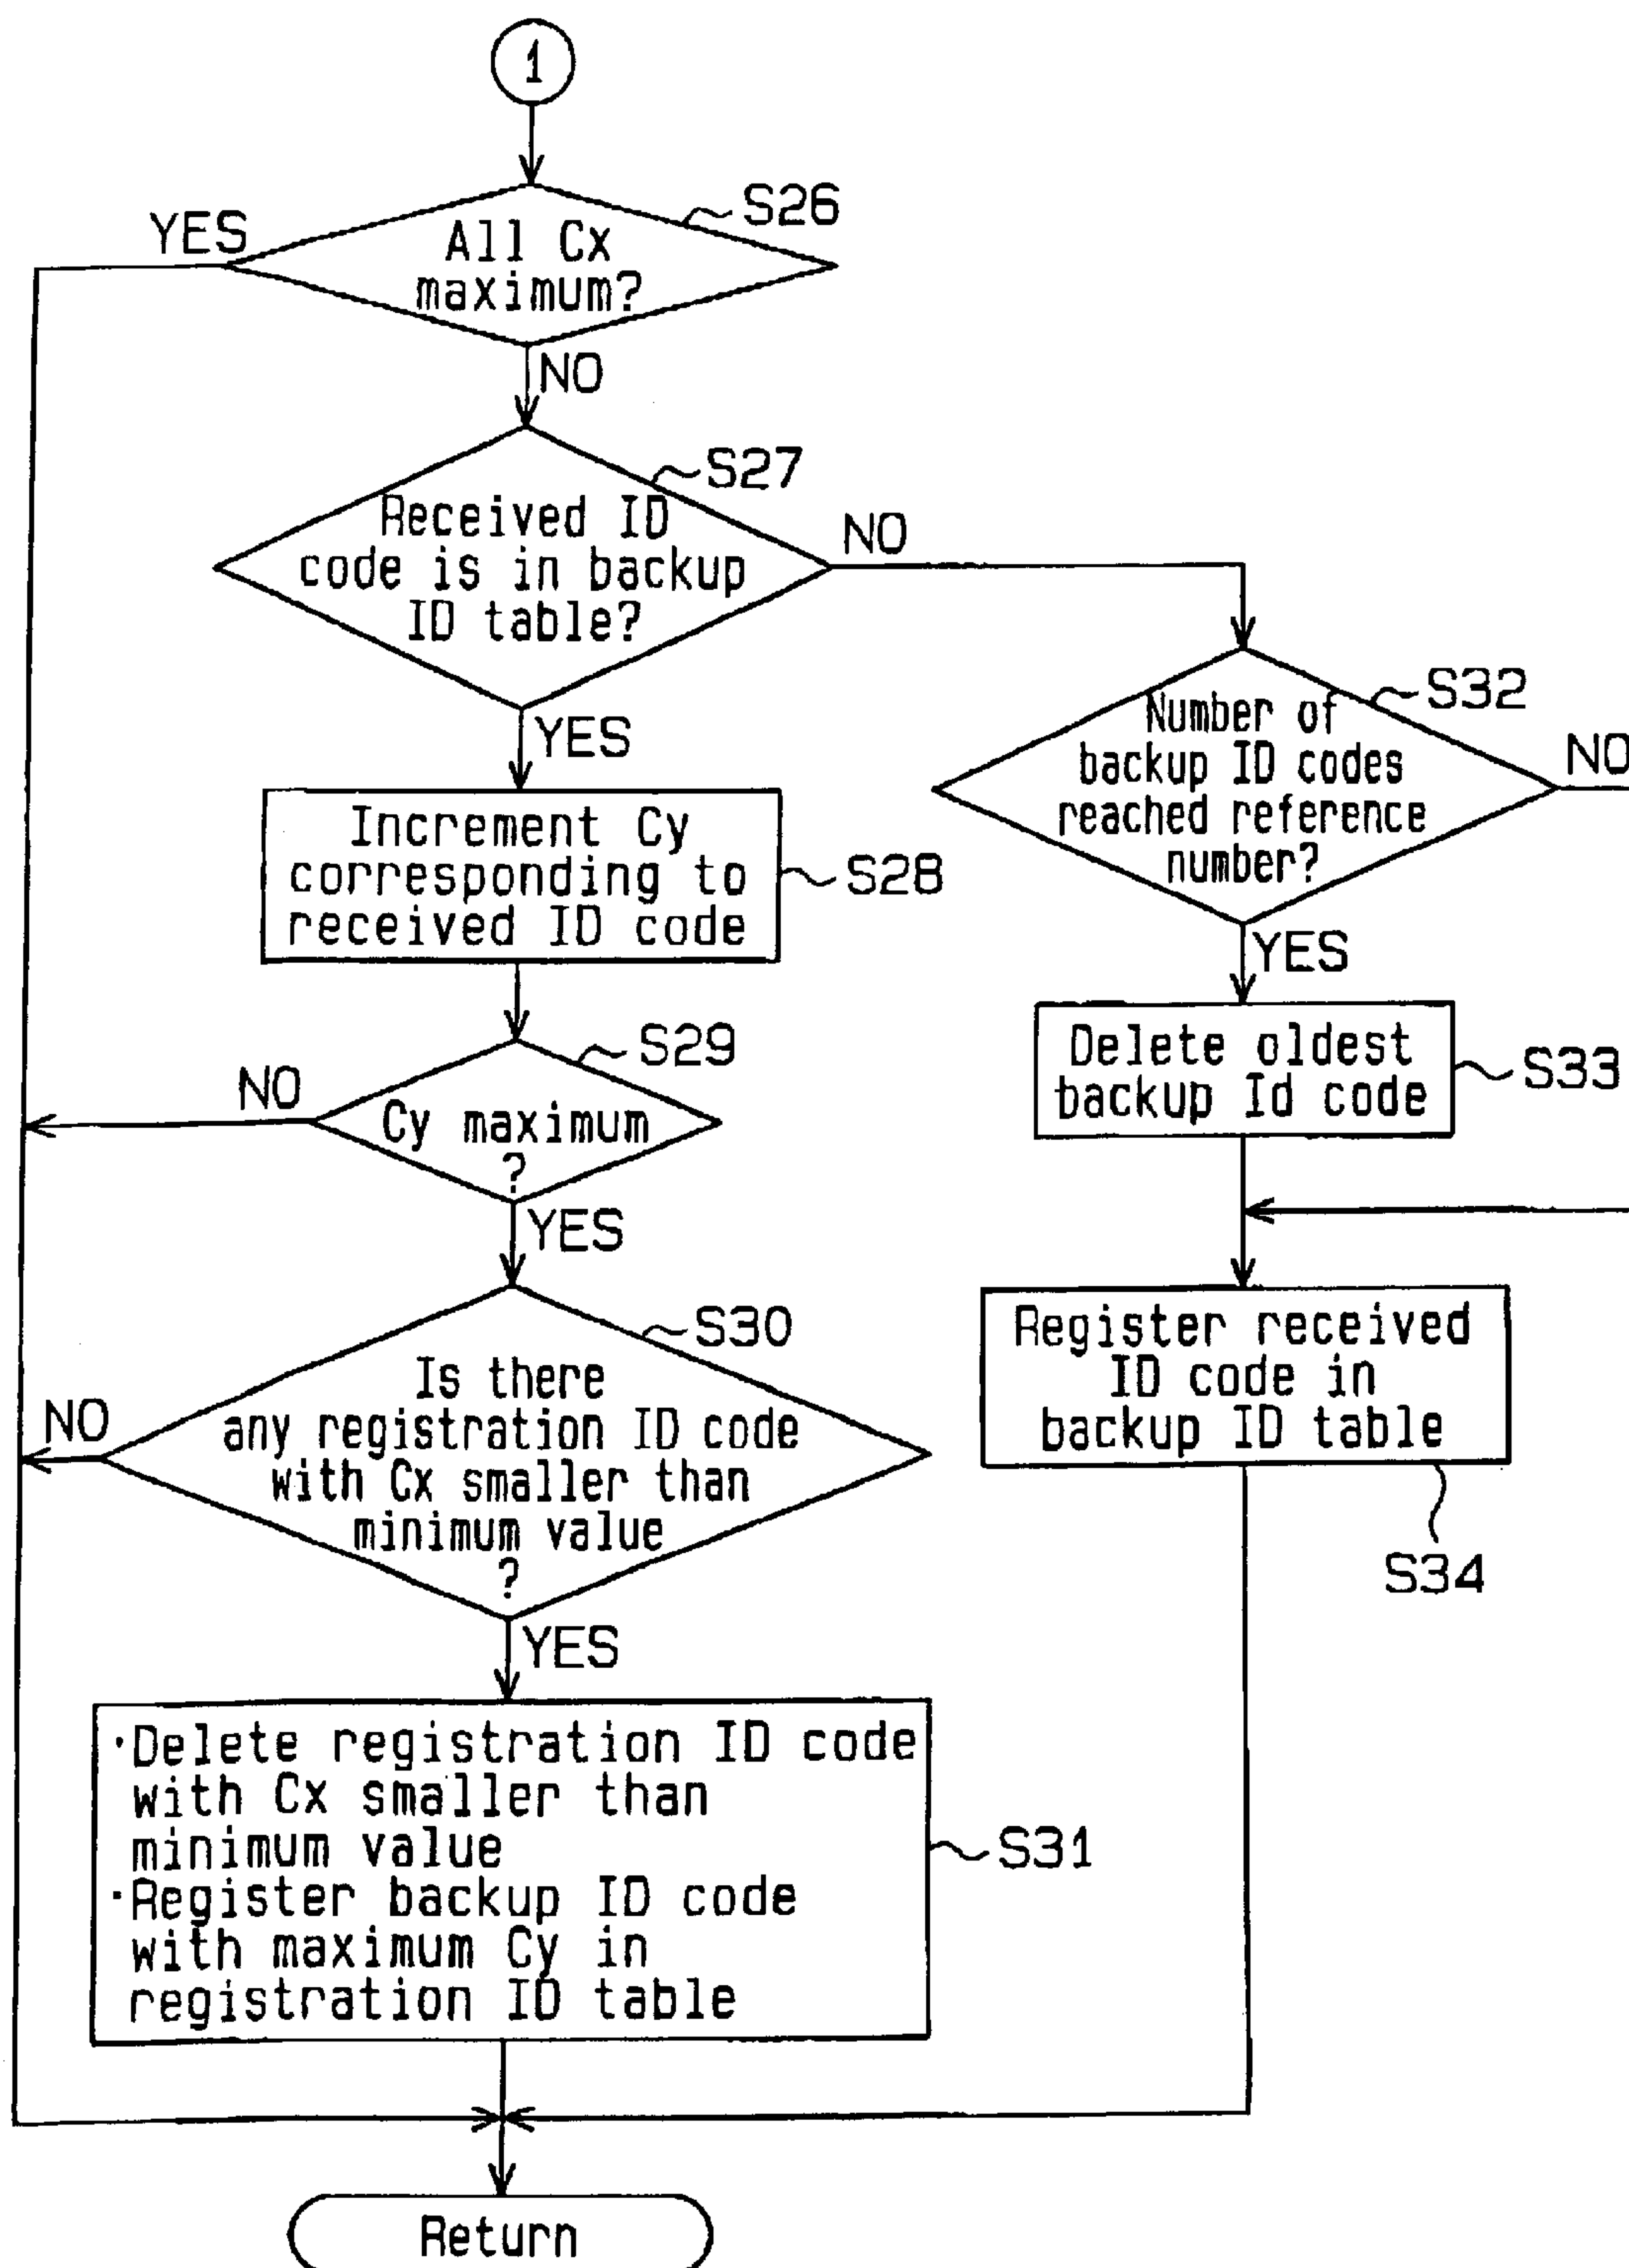 1
S26
YES
All Cx
maximum?
NO
S27
Received ID
code is in backup
ID table?
NO
YES
S32
Number of
backup ID codes
reached reference
number?
NO
YES
Increment Cy
corresponding to
received ID code
S28
S29
NO
Cy maximum
?
YES
Delete oldest
backup Id code
S33
S30
Is there
any registration ID code
with Cx smaller than
minimum value
?
NO
YES
Register received
ID code in
backup ID table
S34
·Delete registration ID code
with Cx smaller than
minimum value
·Register backup ID code
with maximum Cy in
registration ID table
S31
Return